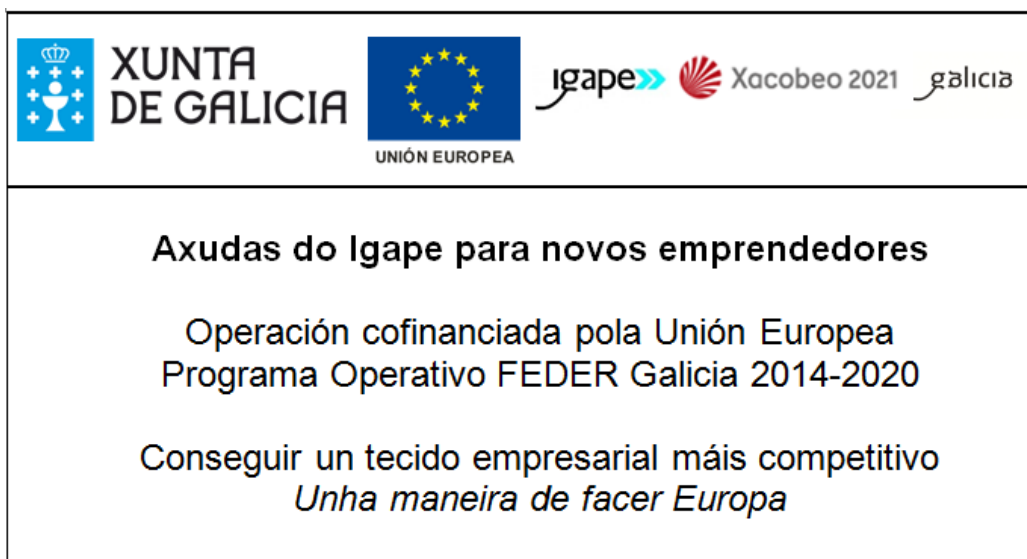 XUNTA
DE GALICIA
UNIÓN EUROPEA
igape
Xacobeo 2021
galicia
Axudas do Igape para novos emprendedores
Operación cofinanciada pola Unión Europea
Programa Operativo FEDER Galicia 2014-2020
Conseguir un tecido empresarial máis competitivo
Unha maneira de facer Europa